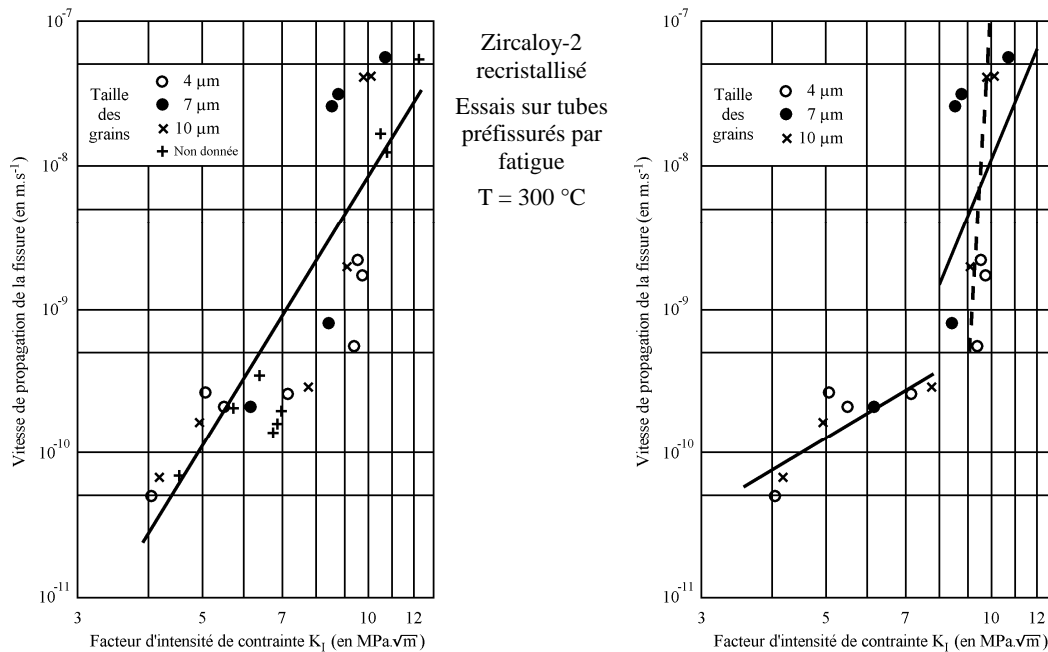 10⁻⁷
10⁻⁸
10⁻⁹
10⁻¹⁰
10⁻¹¹
Vitesse de propagation de la fissure (en m.s⁻¹)
Taille
des
grains
4 µm
7 µm
10 µm
Non donnée
3 4 5 7 10 12
Facteur d'intensité de contrainte K_I (en MPa.√m)
Zircaloy-2
recristallisé
Essais sur tubes
préfissurés par
fatigue
T = 300 °C
10⁻⁷
10⁻⁸
10⁻⁹
10⁻¹⁰
10⁻¹¹
Vitesse de propagation de la fissure (en m.s⁻¹)
Taille
des
grains
4 µm
7 µm
10 µm
3 4 5 7 10 12
Facteur d'intensité de contrainte K_I (en MPa.√m)